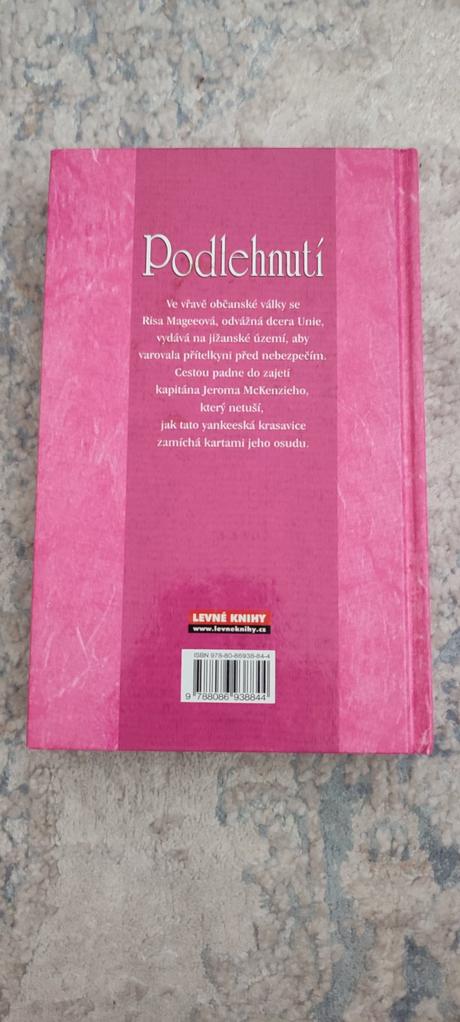 Podlehnutí
Ve vřavě občanské války se
Risa Mageeová, odvážná dcera Unie,
vydává na jižanské území, aby
varovala přítelkyni před nebezpečím.
Cestou padne do zajetí
kapitána Jeroma McKenzieho,
který netuší,
jak tato yankeeská krasavice
zamíchá kartami jeho osudu.
LEVNÉ KNIHY
www.levneknihy.cz
ISBN 978-80-86938-84-4
9 788086 938844